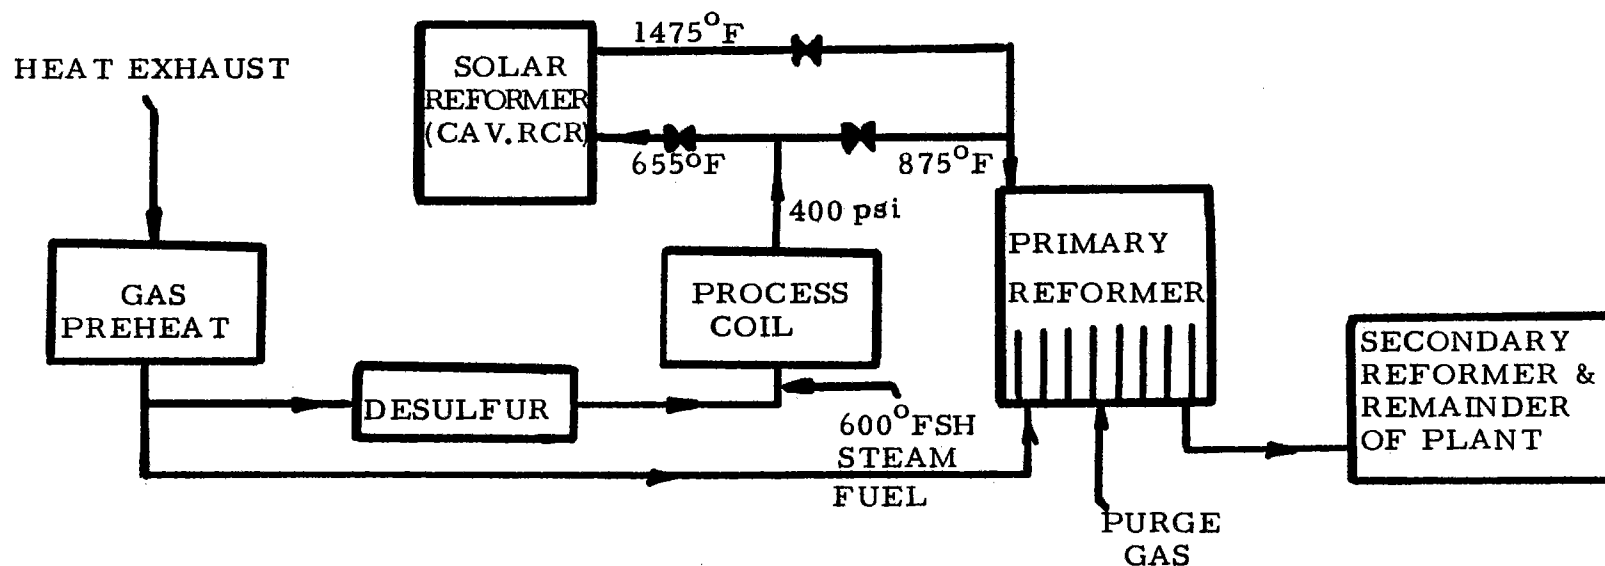 HEAT EXHAUST
GAS
PREHEAT
DESULFUR
SOLAR
REFORMER
(CAV.RCR)
1475°F
655°F
875°F
400 psi
PROCESS
COIL
600°FSH
STEAM
FUEL
PRIMARY
REFORMER
PURGE
GAS
SECONDARY
REFORMER &
REMAINDER
OF PLANT